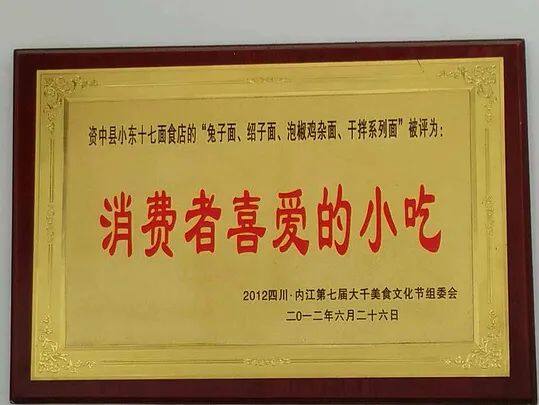 资中县小东十七面食店的“兔子面、绍子面、泡椒鸡杂面、干拌系列面”被评为：
消费者喜爱的小吃
2012四川·内江第七届大千美食文化节组委会
二〇一二年六月二十六日